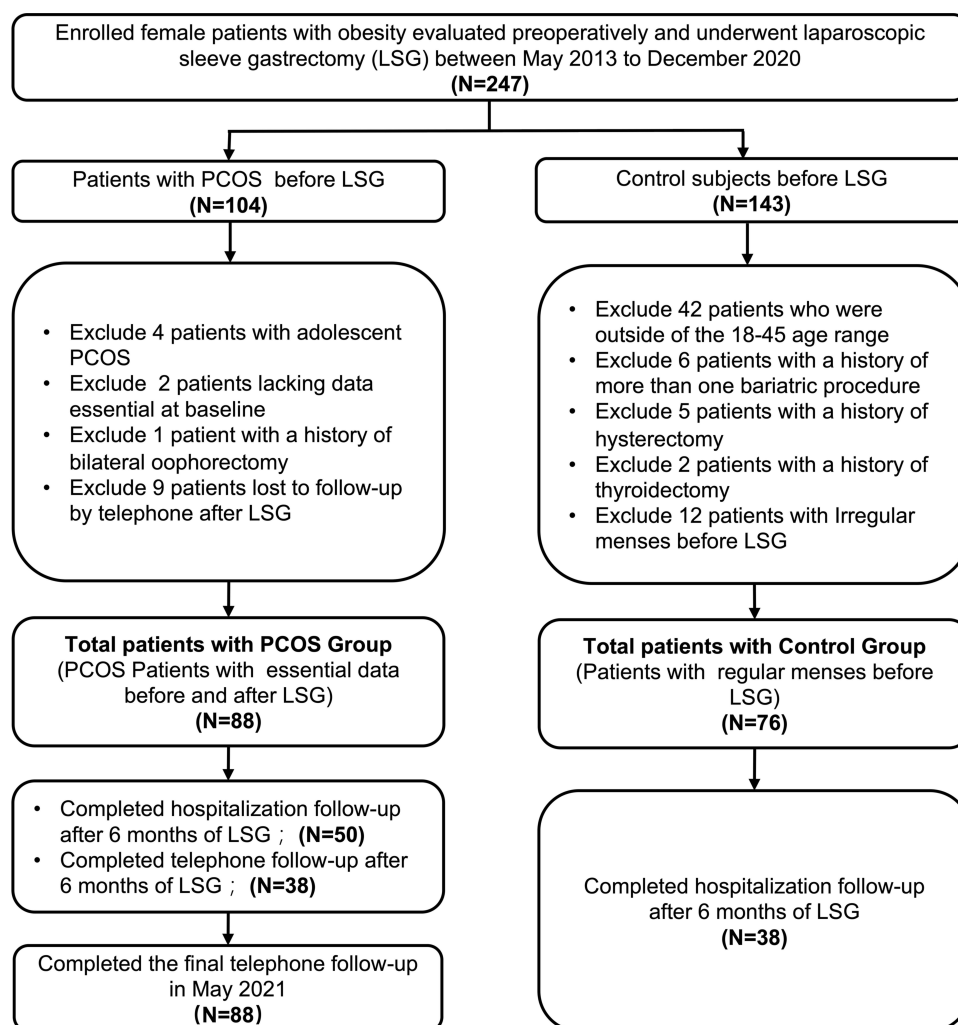 Enrolled female patients with obesity evaluated preoperatively and underwent laparoscopic
sleeve gastrectomy (LSG) between May 2013 to December 2020
(N=247)
Patients with PCOS before LSG
(N=104)
Control subjects before LSG
(N=143)
• Exclude 4 patients with adolescent
PCOS
• Exclude 2 patients lacking data
essential at baseline
• Exclude 1 patient with a history of
bilateral oophorectomy
• Exclude 9 patients lost to follow-up
by telephone after LSG
• Exclude 42 patients who were
outside of the 18-45 age range
• Exclude 6 patients with a history of
more than one bariatric procedure
• Exclude 5 patients with a history of
hysterectomy
• Exclude 2 patients with a history of
thyroidectomy
• Exclude 12 patients with Irregular
menses before LSG
Total patients with PCOS Group
(PCOS Patients with essential data
before and after LSG)
(N=88)
Total patients with Control Group
(Patients with regular menses before
LSG)
(N=76)
• Completed hospitalization follow-up
after 6 months of LSG； (N=50)
• Completed telephone follow-up after
6 months of LSG； (N=38)
Completed hospitalization follow-up
after 6 months of LSG
(N=38)
Completed the final telephone follow-up
in May 2021
(N=88)